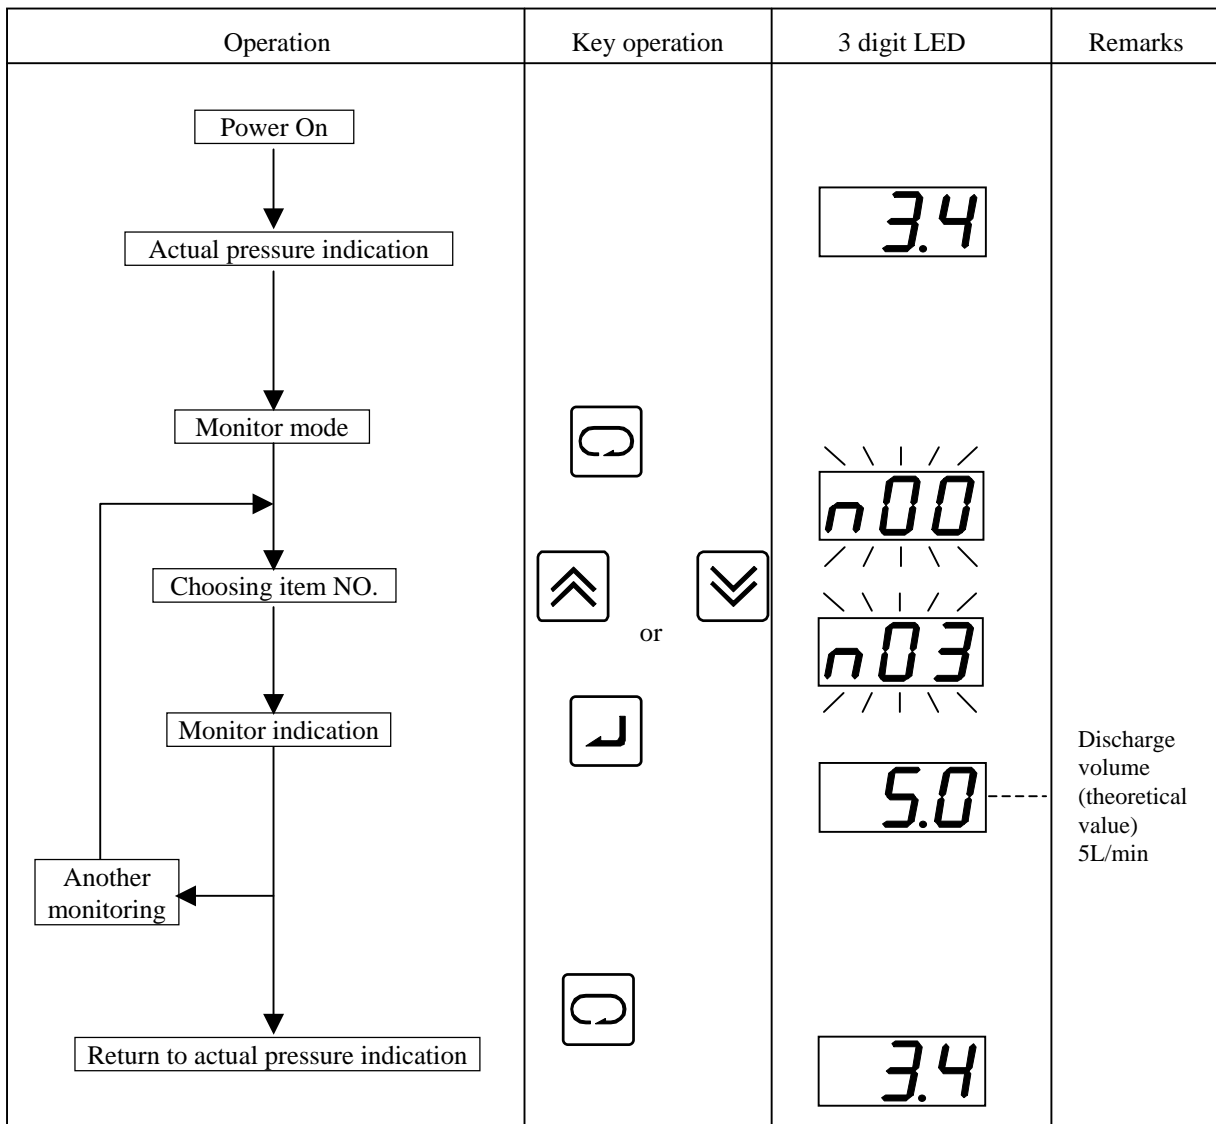 Operation Key operation 3 digit LED Remarks
Power On
3.4
Actual pressure indication
Monitor mode
n00
Choosing item NO.
or
n03
Monitor indication
Discharge
volume
(theoretical
value)
5L/min
5.0
Another
monitoring
Return to actual pressure indication
3.4